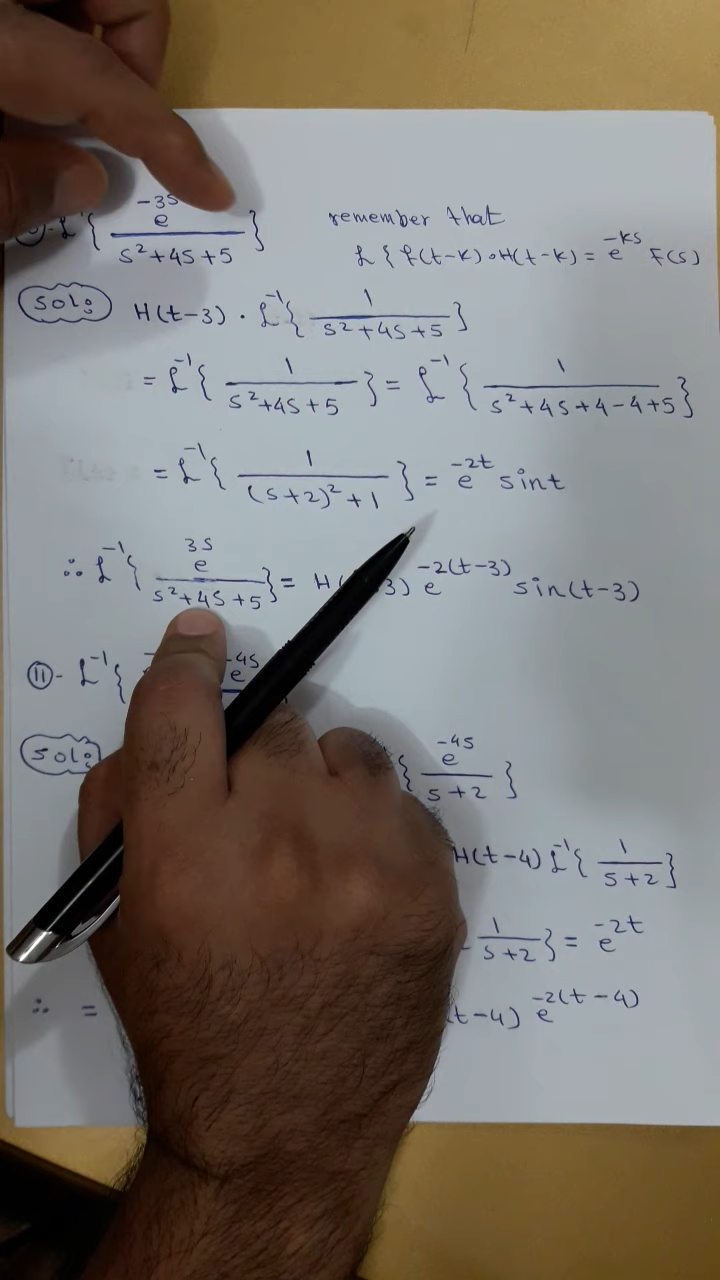 L⁻¹{ e^-3s / s²+4s+5 }
remember that
L{f(t-k)∘H(t-k) = e^-ks F(s)
Sol: H(t-3) · L⁻¹{ 1 / s²+4s+5 }
= L⁻¹{ 1 / s²+4s+5 } = L⁻¹{ 1 / s²+4s+4-4+5 }
= L⁻¹{ 1 / (s+2)²+1 } = e^-2t sint
∴ L⁻¹{ e^3s / s²+4s+5 } = H( 3) e^-2(t-3) sin(t-3)
⑪- L⁻¹{ e^-4s
Sol: { e^-4s / s+2 }
H(t-4) L⁻¹{ 1 / s+2 }
1 / s+2 } = e^-2t
∴ = (t-4) e^-2(t-4)